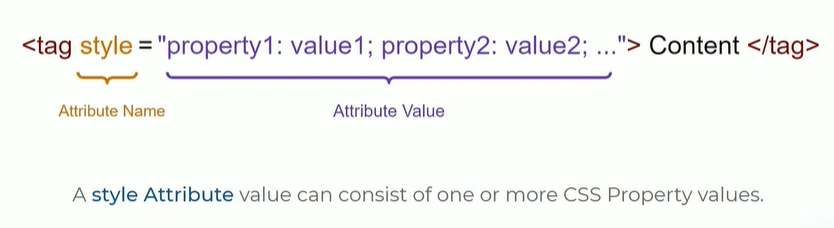 <tag style = "property1: value1; property2: value2; ..."> Content </tag>
Attribute Name
Attribute Value
A style Attribute value can consist of one or more CSS Property values.